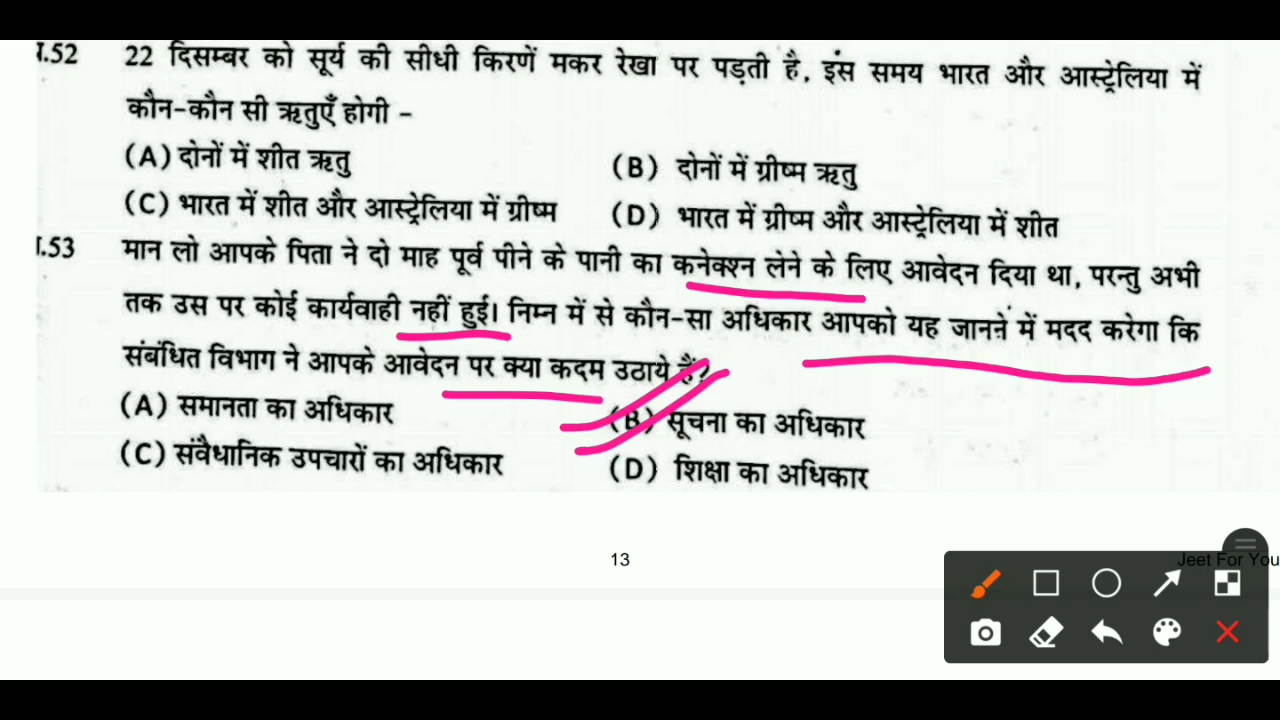 .52 22 दिसम्बर को सूर्य की सीधी किरणें मकर रेखा पर पड़ती है, इस समय भारत और आस्ट्रेलिया में
कौन-कौन सी ऋतुएँ होगी -
(A) दोनों में शीत ऋतु (B) दोनों में ग्रीष्म ऋतु
(C) भारत में शीत और आस्ट्रेलिया में ग्रीष्म (D) भारत में ग्रीष्म और आस्ट्रेलिया में शीत
.53 मान लो आपके पिता ने दो माह पूर्व पीने के पानी का कनेक्शन लेने के लिए आवेदन दिया था, परन्तु अभी
तक उस पर कोई कार्यवाही नहीं हुई। निम्न में से कौन-सा अधिकार आपको यह जानने में मदद करेगा कि
संबंधित विभाग ने आपके आवेदन पर क्या कदम उठाये हैं?
(A) समानता का अधिकार (B) सूचना का अधिकार
(C) संवैधानिक उपचारों का अधिकार (D) शिक्षा का अधिकार
13
Jeet For You